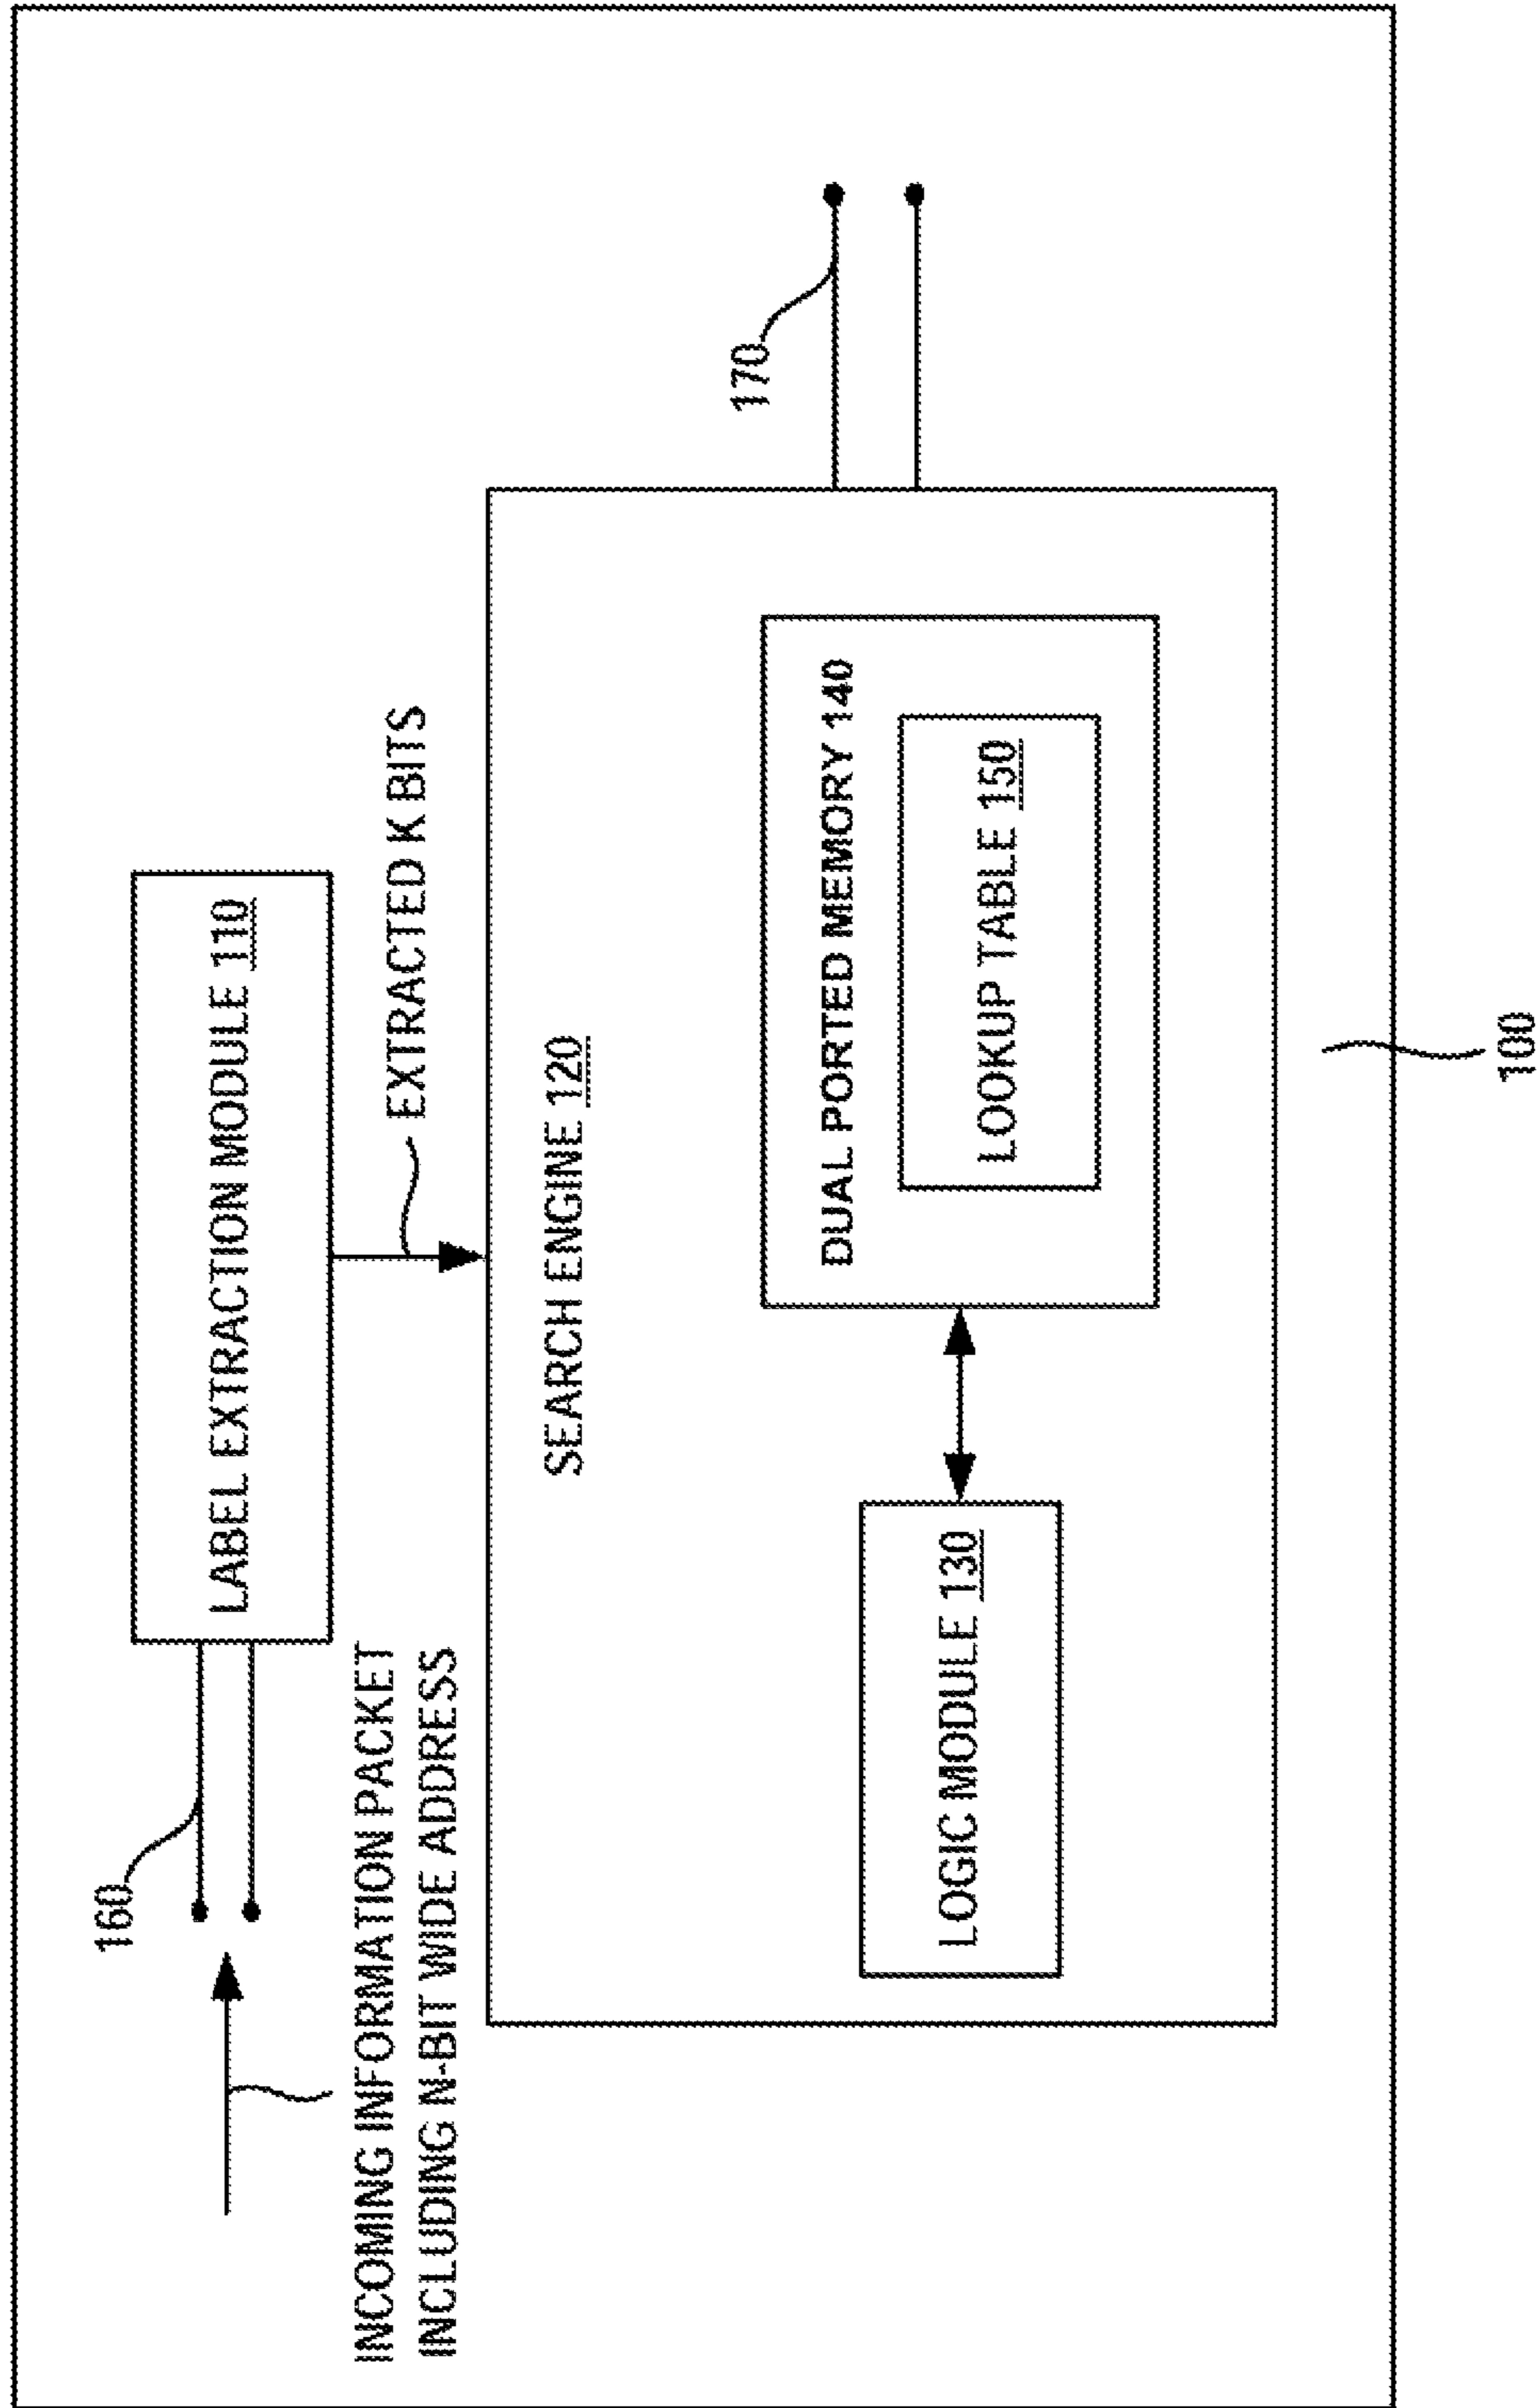 160
LABEL EXTRACTION MODULE 110
INCOMING INFORMATION PACKET
INCLUDING N-BIT WIDE ADDRESS
EXTRACTED K BITS
SEARCH ENGINE 120
170
DUAL PORTED MEMORY 140
LOGIC MODULE 130
LOOKUP TABLE 150
100